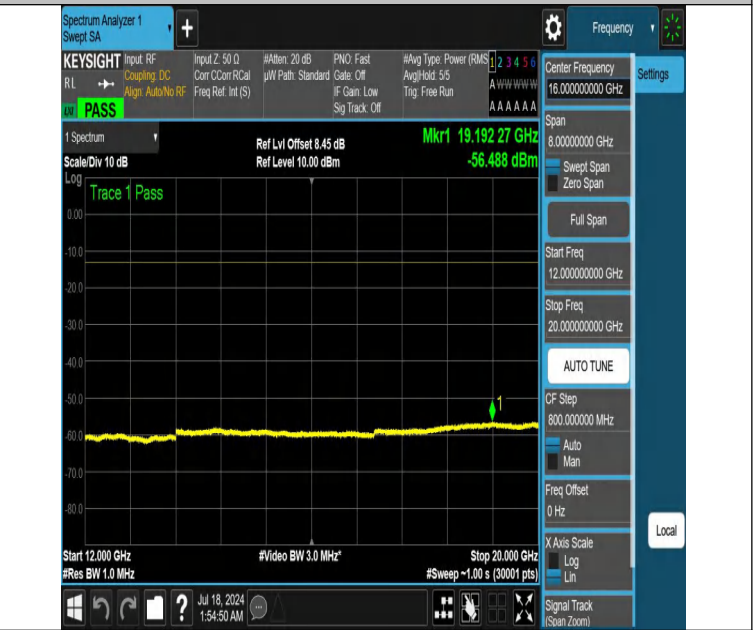 Spectrum Analyzer 1
Swept SA
+
Frequency
KEYSIGHT
RL
PASS
Input: RF
Coupling: DC
Align: Auto/No RF
Input Z: 50 Ω
Corr CCorr RCal
Freq Ref: Int (S)
#Atten: 20 dB
µW Path: Standard
PNO: Fast
Gate: Off
IF Gain: Low
Sig Track: Off
#Avg Type: Power (RMS
Avg|Hold: 5/5
Trig: Free Run
1 2 3 4 5 6
A W W W W W
A A A A A A
1 Spectrum
Scale/Div 10 dB
Ref Lvl Offset 8.45 dB
Ref Level 10.00 dBm
Mkr1 19.192 27 GHz
-56.488 dBm
Log
Trace 1 Pass
0.00
-10.0
-20.0
-30.0
-40.0
-50.0
-60.0
-70.0
-80.0
1
Start 12.000 GHz
#Res BW 1.0 MHz
#Video BW 3.0 MHz*
Stop 20.000 GHz
#Sweep ~1.00 s (30001 pts)
Center Frequency
16.000000000 GHz
Settings
Span
8.00000000 GHz
Swept Span
Zero Span
Full Span
Start Freq
12.000000000 GHz
Stop Freq
20.000000000 GHz
AUTO TUNE
CF Step
800.000000 MHz
Auto
Man
Freq Offset
0 Hz
X Axis Scale
Log
Lin
Signal Track
(Span Zoom)
Local
?
Jul 18, 2024
1:54:50 AM